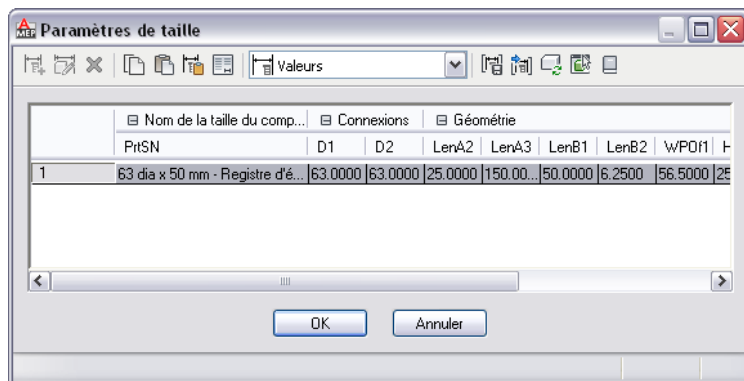 MEP Paramètres de taille
Valeurs
Nom de la taille du comp... Connexions Géométrie
PrtSN D1 D2 LenA2 LenA3 LenB1 LenB2 WPOf1 H
1 63 dia x 50 mm - Registre d'é... 63.0000 63.0000 25.0000 150.00... 50.0000 6.2500 56.5000 25
OK Annuler